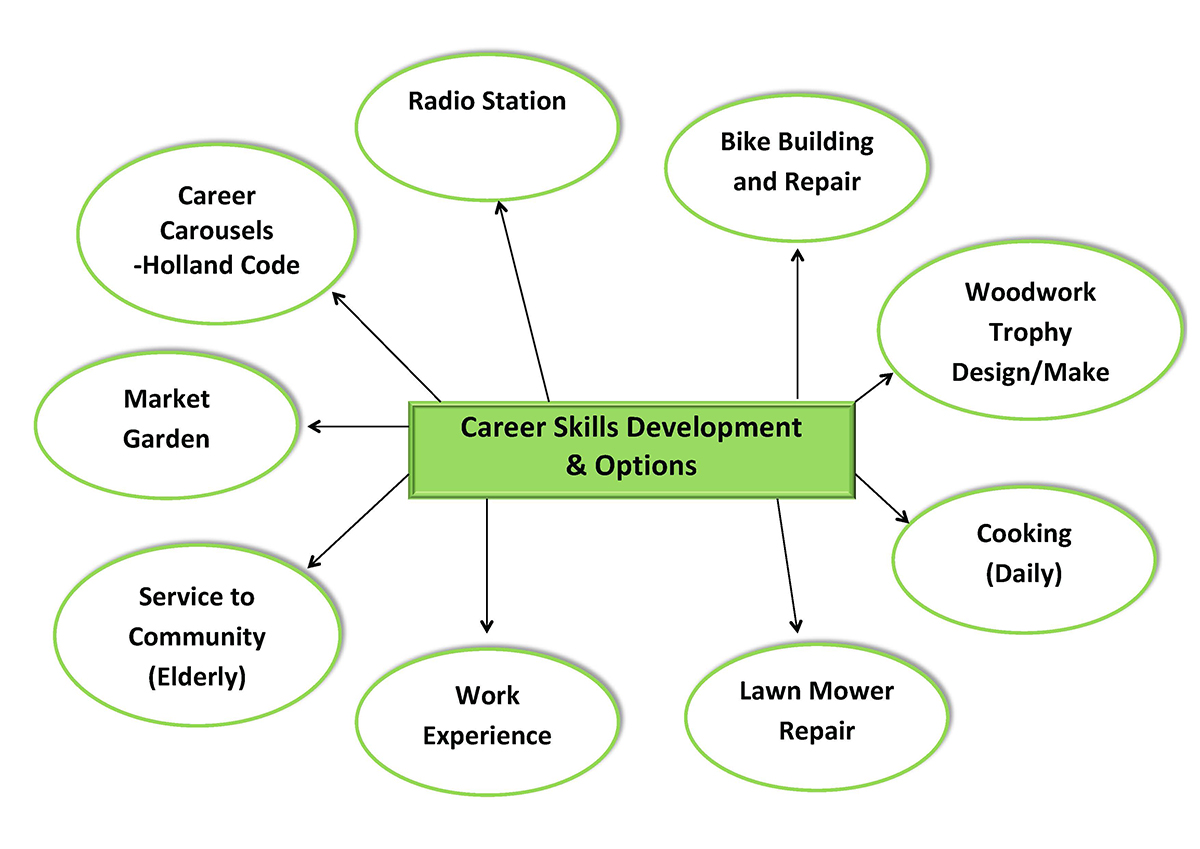 Radio Station
Bike Building
and Repair
Career
Carousels
-Holland Code
Woodwork
Trophy
Design/Make
Market
Garden
Career Skills Development
& Options
Cooking
(Daily)
Service to
Community
(Elderly)
Work
Experience
Lawn Mower
Repair